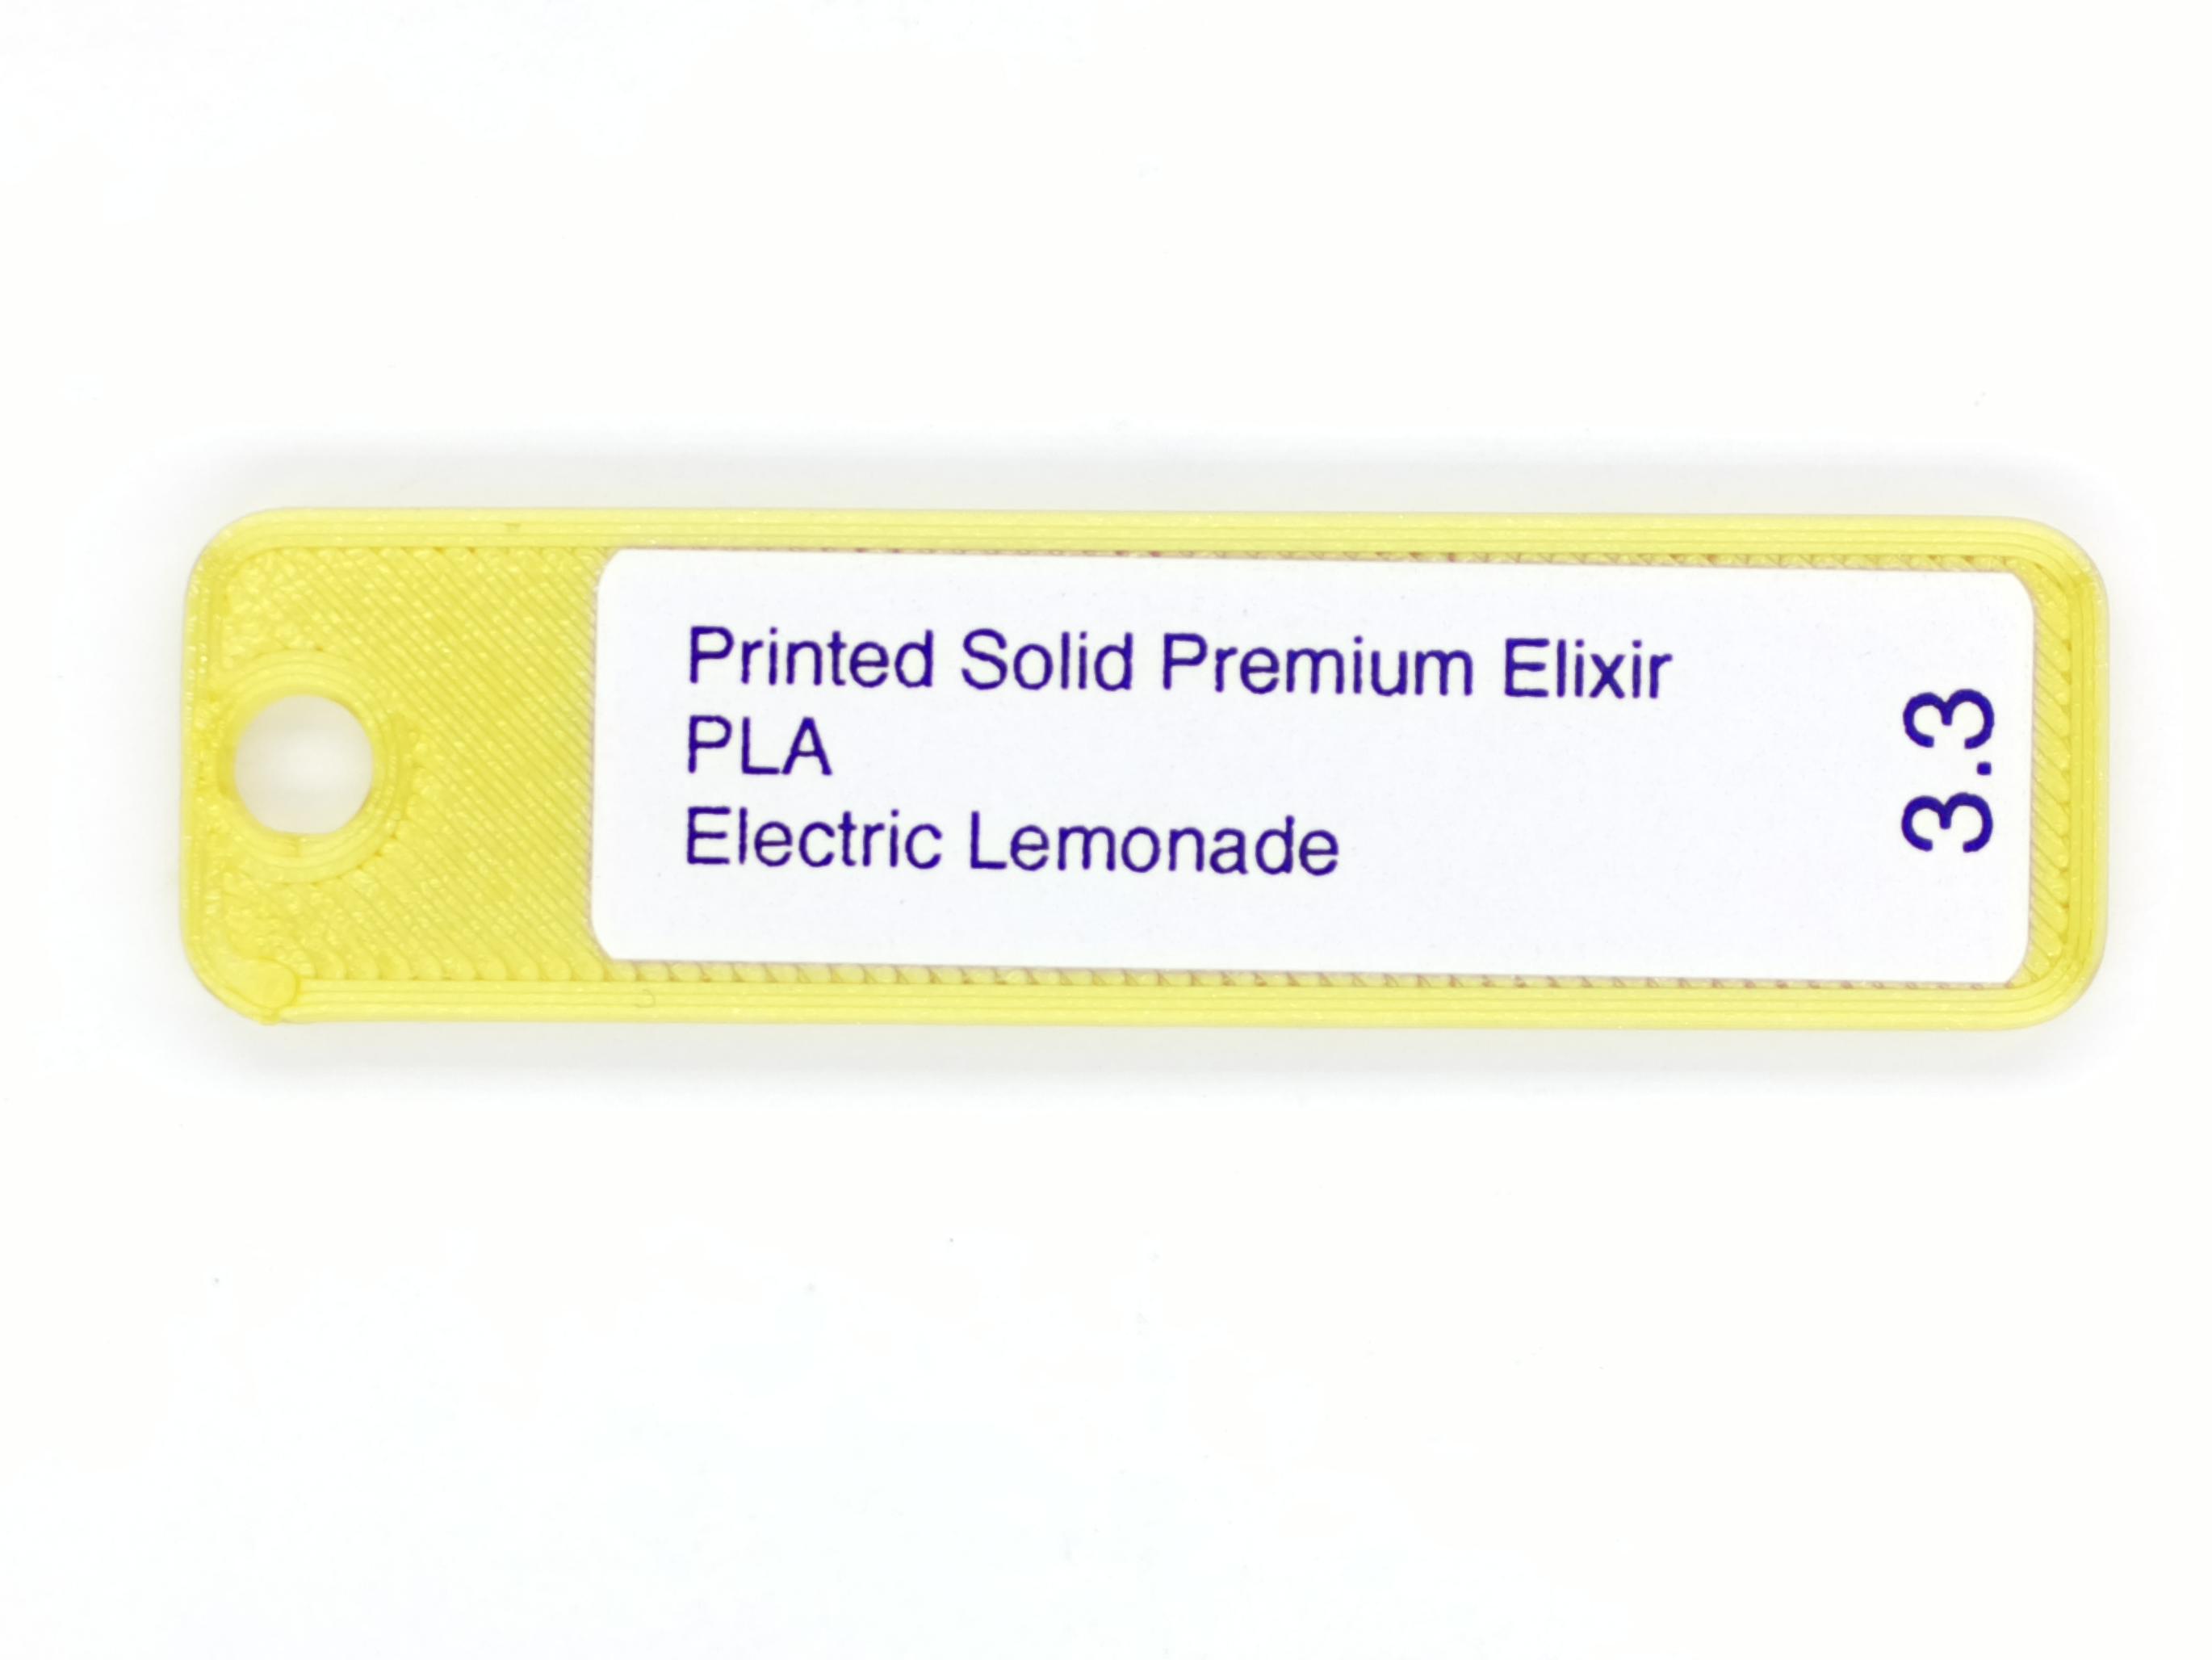 Printed Solid Premium Elixir
PLA
Electric Lemonade
3.3